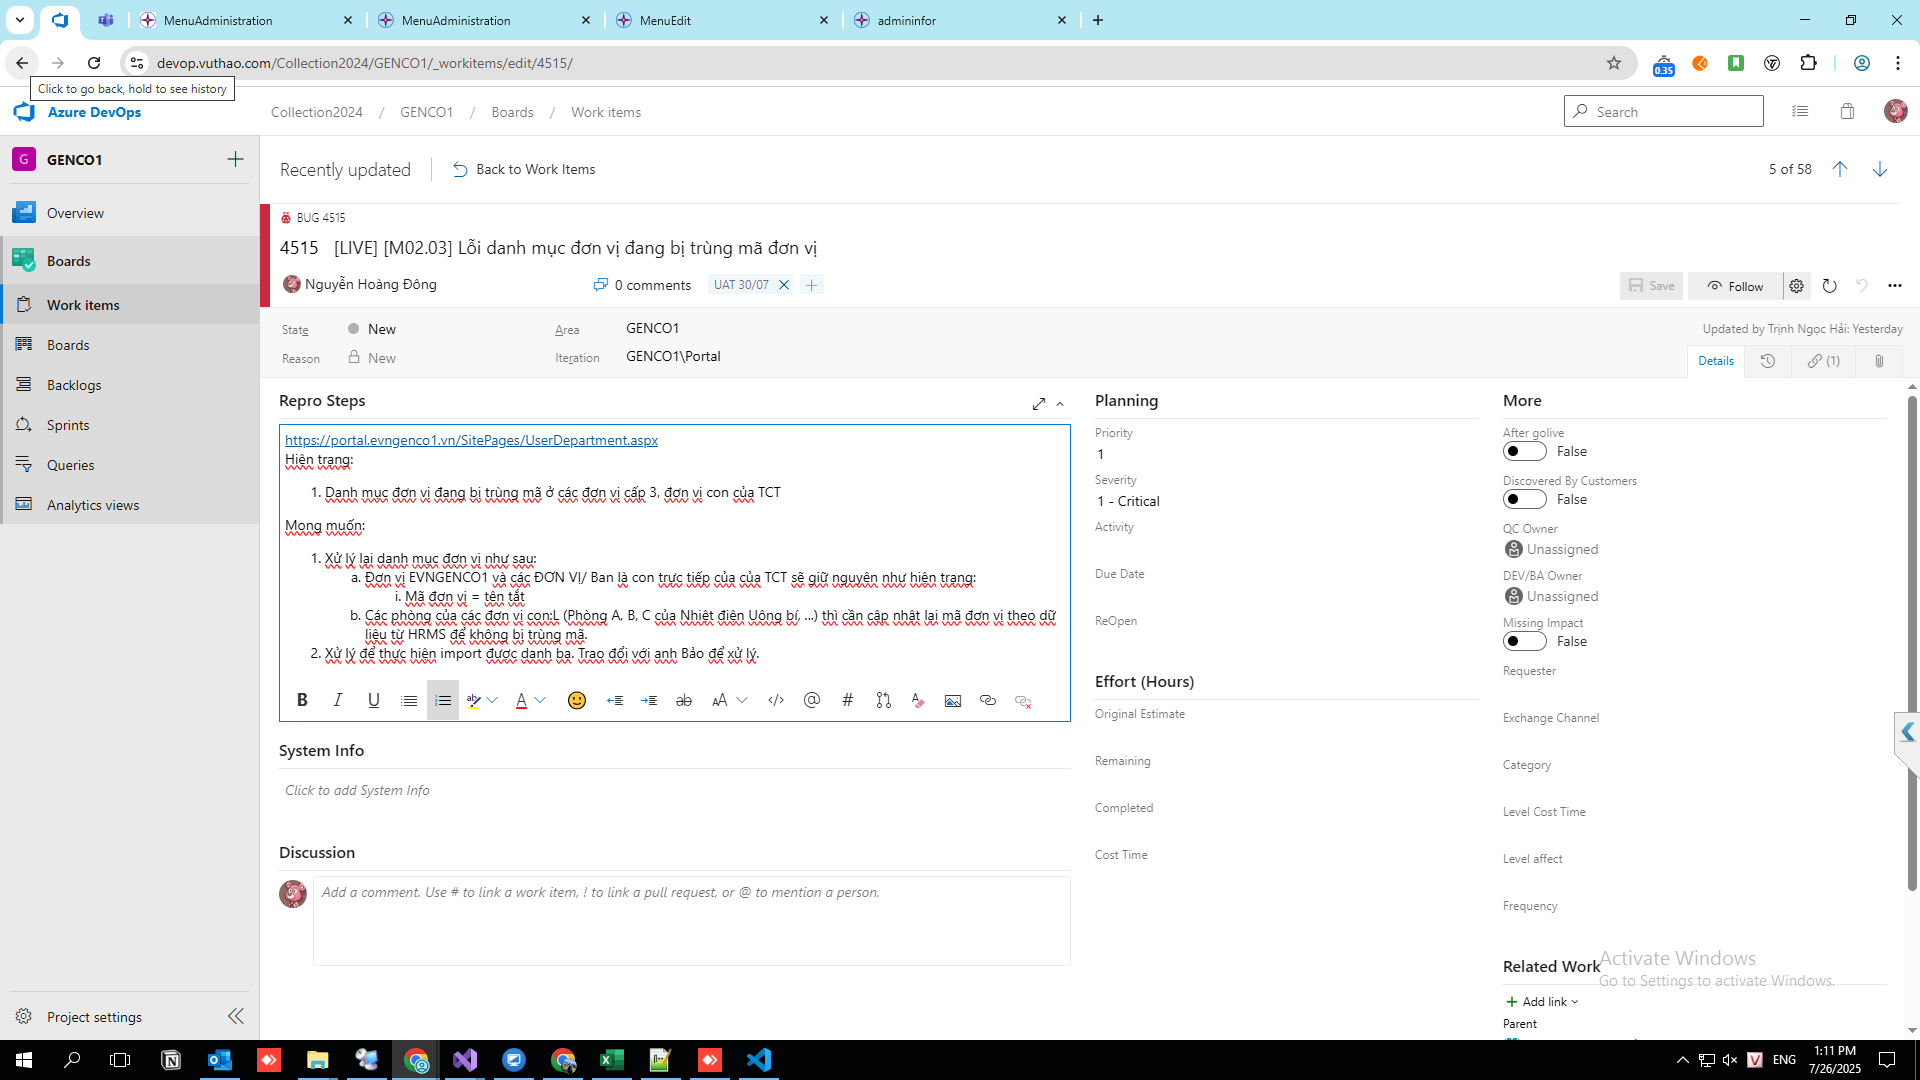 MenuAdministration
MenuAdministration
MenuEdit
admininfor
devop.vuthao.com/Collection2024/GENCO1/_workitems/edit/4515/
0.35
Click to go back, hold to see history
Azure DevOps
Collection2024 / GENCO1 / Boards / Work items
Search
G GENCO1
Overview
Boards
Work items
Boards
Backlogs
Sprints
Queries
Analytics views
Project settings
Recently updated
Back to Work Items
5 of 58
BUG 4515
4515 [LIVE] [M02.03] Lỗi danh mục đơn vị đang bị trùng mã đơn vị
Nguyễn Hoàng Đông
0 comments
UAT 30/07
Save
Follow
State
New
Area
GENCO1
Updated by Trịnh Ngọc Hải: Yesterday
Reason
New
Iteration
GENCO1\Portal
Details
(1)
Repro Steps
https://portal.evngenco1.vn/SitePages/UserDepartment.aspx
Hiện trạng:
1. Danh mục đơn vị đang bị trùng mã ở các đơn vị cấp 3, đơn vị con của TCT
Mong muốn:
1. Xử lý lại danh mục đơn vị như sau:
a. Đơn vị EVNGENCO1 và các ĐƠN VỊ/ Ban là con trực tiếp của của TCT sẽ giữ nguyên như hiện trạng:
i. Mã đơn vị = tên tắt
b. Các phòng của các đơn vị con:L (Phòng A, B, C của Nhiệt điện Uông bí, ...) thì cần cập nhật lại mã đơn vị theo dữ
liệu từ HRMS để không bị trùng mã.
2. Xử lý để thực hiện import được danh bạ. Trao đổi với anh Bảo để xử lý.
System Info
Click to add System Info
Discussion
Add a comment. Use # to link a work item, ! to link a pull request, or @ to mention a person.
Planning
Priority
1
Severity
1 - Critical
Activity
Due Date
ReOpen
Effort (Hours)
Original Estimate
Remaining
Completed
Cost Time
More
After golive
False
Discovered By Customers
False
QC Owner
Unassigned
DEV/BA Owner
Unassigned
Missing Impact
False
Requester
Exchange Channel
Category
Level Cost Time
Level affect
Frequency
Related Work
Add link
Parent
Activate Windows
Go to Settings to activate Windows.
ENG
1:11 PM
7/26/2025